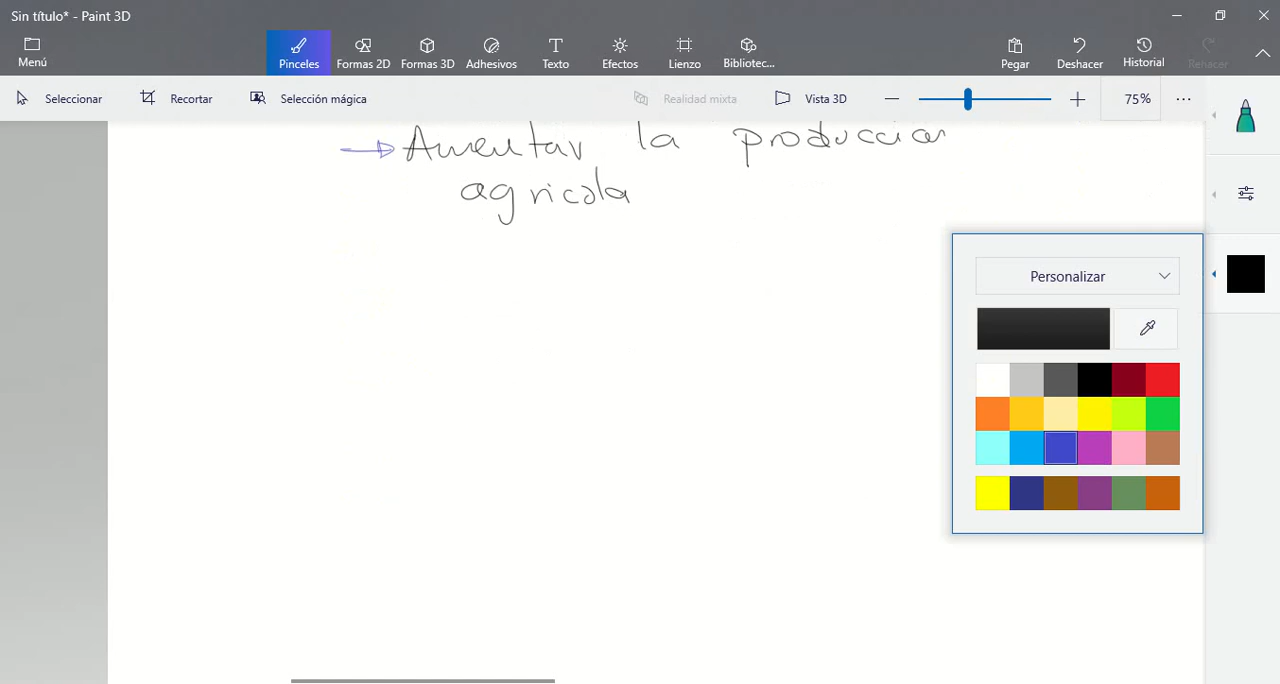 Sin título* - Paint 3D
Menú
Pinceles
Formas 2D
Formas 3D
Adhesivos
Texto
Efectos
Lienzo
Bibliotec...
Pegar
Deshacer
Historial
Rehacer
Seleccionar
Recortar
Selección mágica
Realidad mixta
Vista 3D
75%
Amentar la produccion
agricola
Personalizar